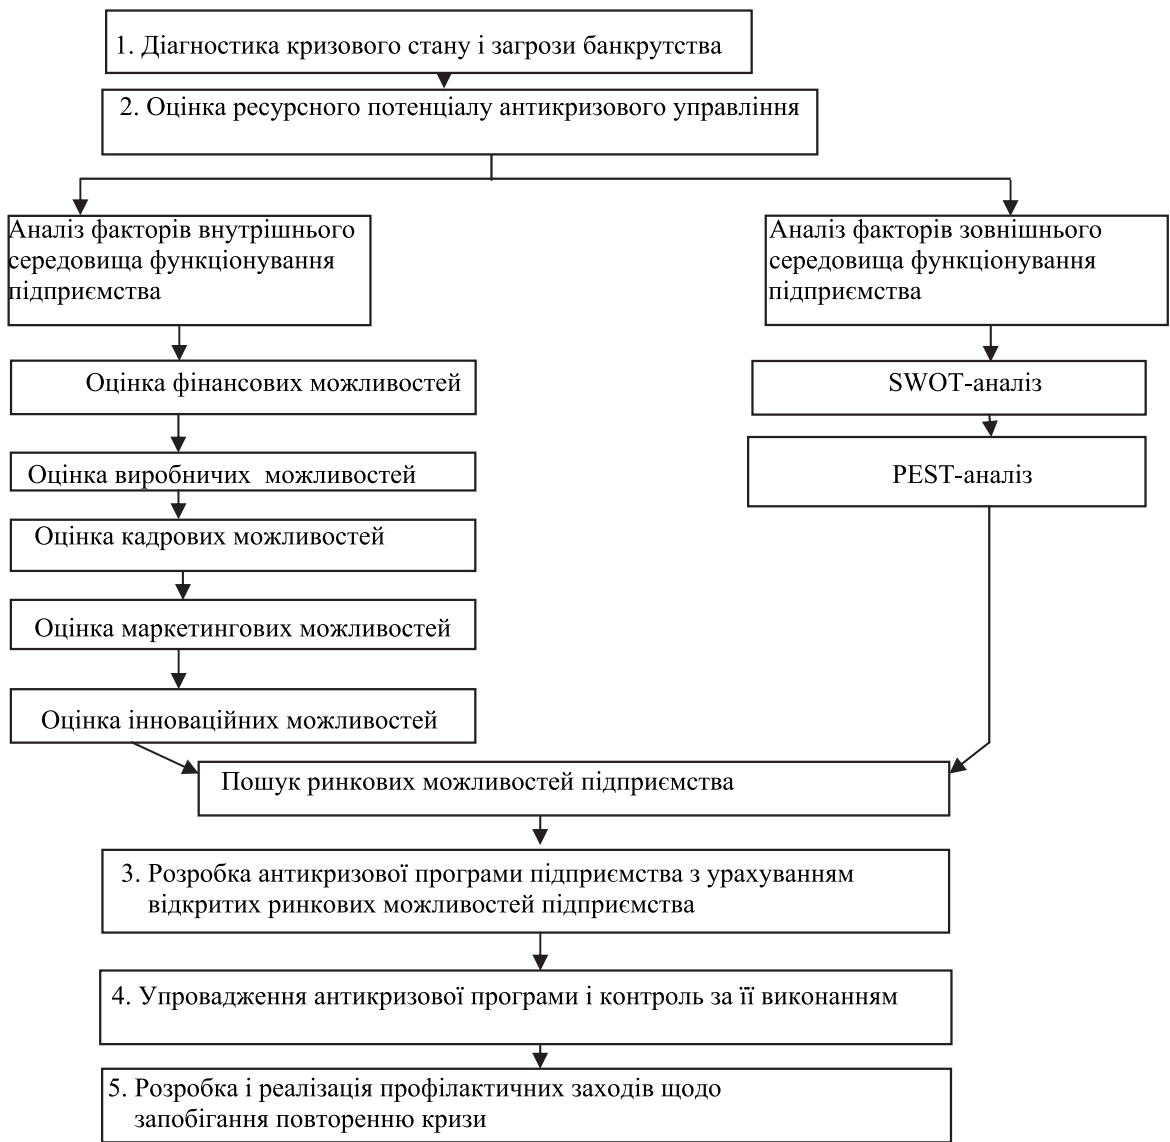 1. Діагностика кризового стану і загрози банкрутства
2. Оцінка ресурсного потенціалу антикризового управління
Аналіз факторів внутрішнього
середовища функціонування
підприємства
Оцінка фінансових можливостей
Оцінка виробничих можливостей
Оцінка кадрових можливостей
Оцінка маркетингових можливостей
Оцінка інноваційних можливостей
Аналіз факторів зовнішнього
середовища функціонування
підприємства
SWOT-аналіз
PEST-аналіз
Пошук ринкових можливостей підприємства
3. Розробка антикризової програми підприємства з урахуванням
відкритих ринкових можливостей підприємства
4. Упровадження антикризової програми і контроль за її виконанням
5. Розробка і реалізація профілактичних заходів щодо
запобігання повторенню кризи